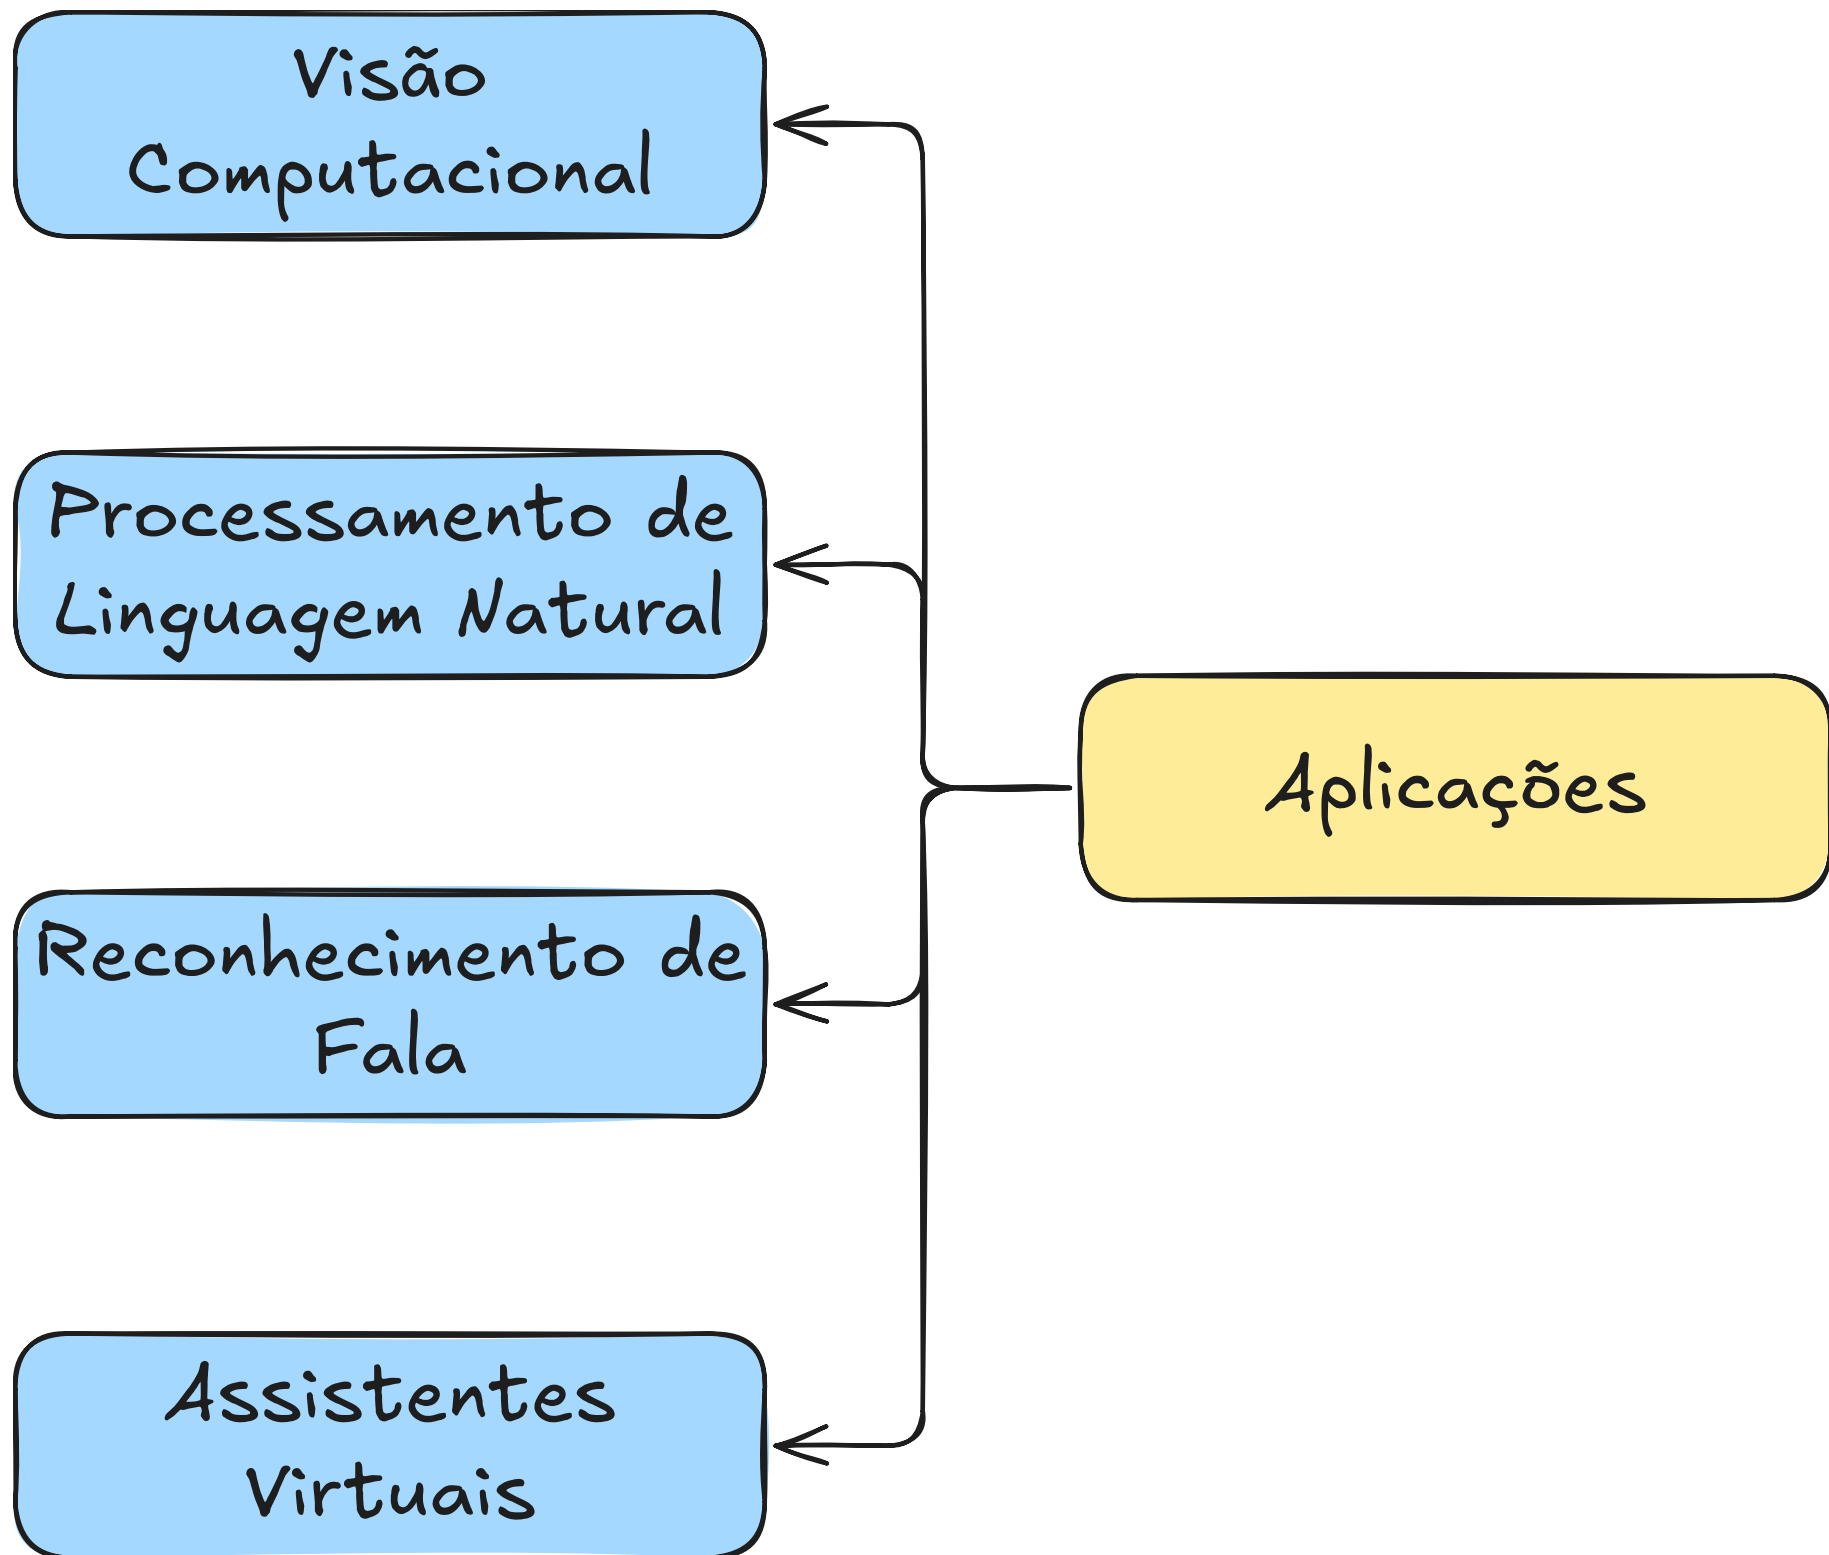 Visão
Computacional
Processamento de
Linguagem Natural
Aplicações
Reconhecimento de
Fala
Assistentes
Virtuais